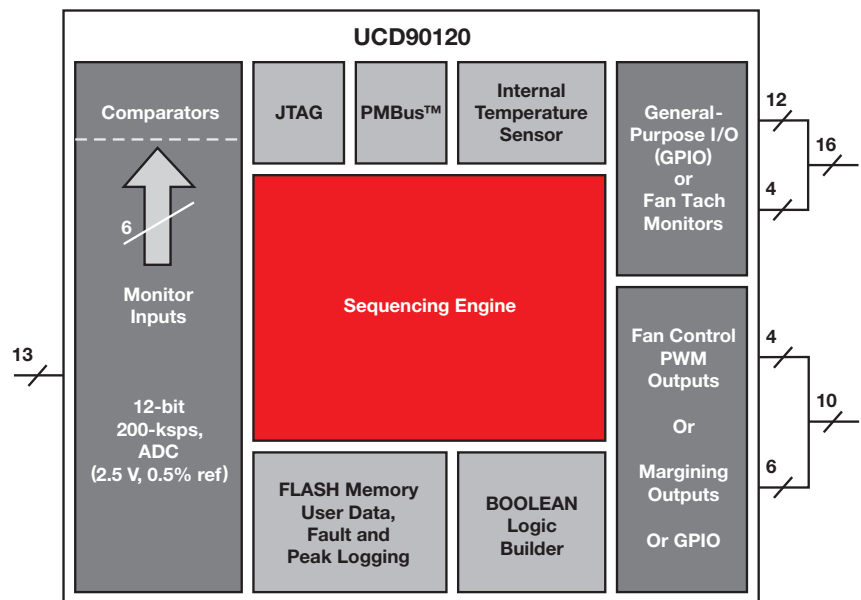 UCD90120
Comparators
6
Monitor
Inputs
12-bit
200-ksps,
ADC
(2.5 V, 0.5% ref)
13
JTAG
PMBus™
Internal
Temperature
Sensor
Sequencing Engine
FLASH Memory
User Data,
Fault and
Peak Logging
BOOLEAN
Logic
Builder
General-
Purpose I/O
(GPIO)
or
Fan Tach
Monitors
12
16
4
Fan Control
PWM
Outputs
Or
Margining
Outputs
Or GPIO
4
10
6